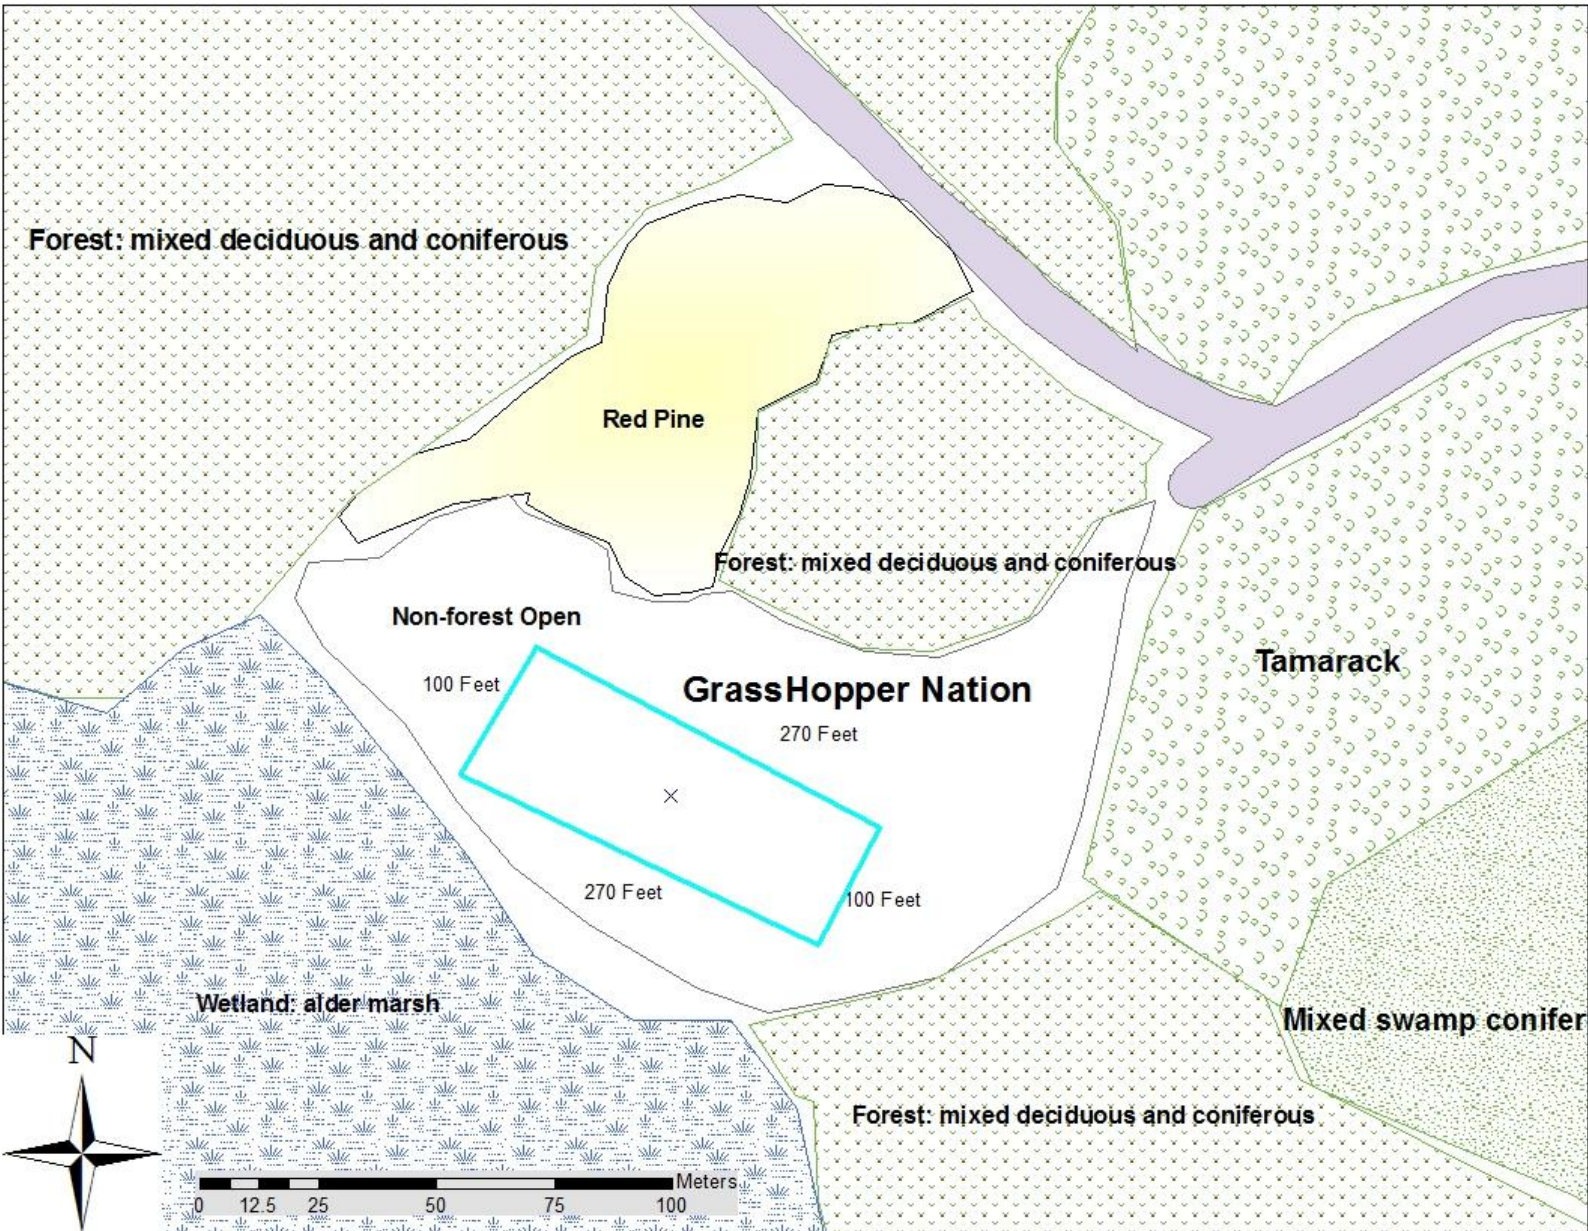 Forest: mixed deciduous and coniferous
Red Pine
Forest: mixed deciduous and coniferous
Non-forest Open
Tamarack
100 Feet
GrassHopper Nation
270 Feet
270 Feet
100 Feet
Wetland: alder marsh
Mixed swamp conifer
N
Forest: mixed deciduous and coniferous
Meters
0 12.5 25 50 75 100